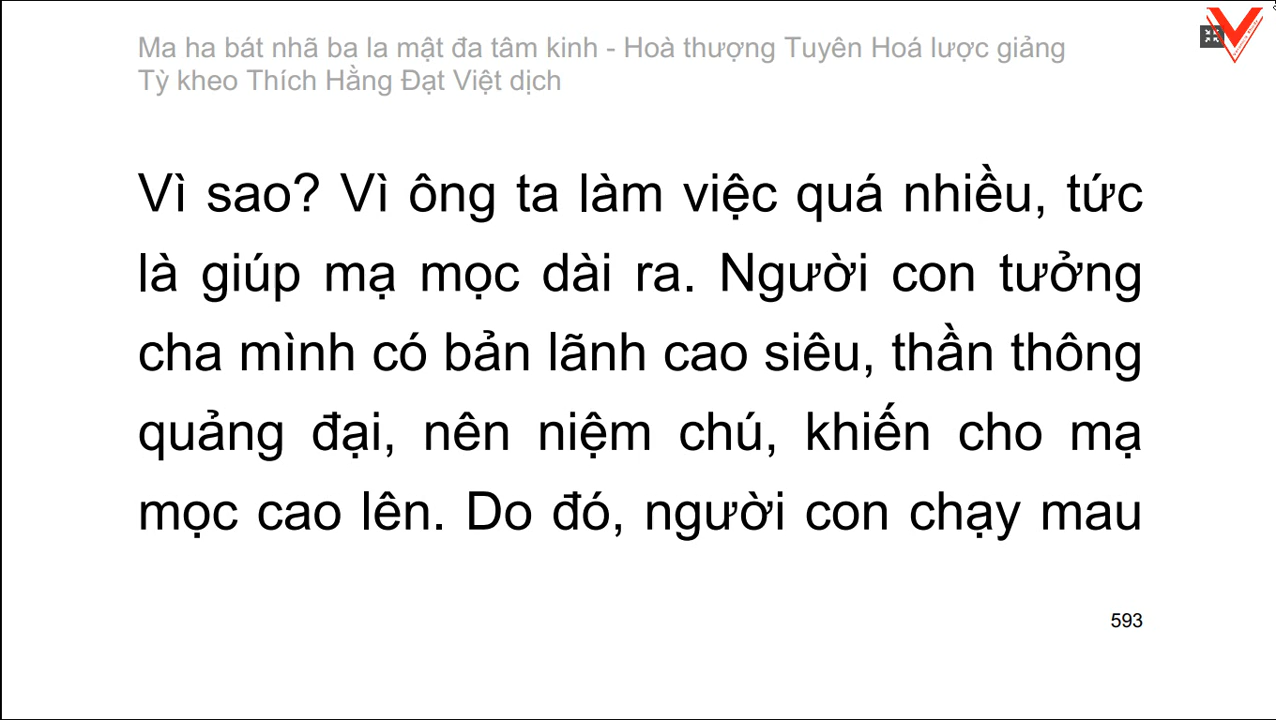 Ma ha bát nhã ba la mật đa tâm kinh - Hoà thượng Tuyên Hoá lược giảng
Tỳ kheo Thích Hằng Đạt Việt dịch
Vì sao? Vì ông ta làm việc quá nhiều, tức
là giúp mạ mọc dài ra. Người con tưởng
cha mình có bản lãnh cao siêu, thần thông
quảng đại, nên niệm chú, khiến cho mạ
mọc cao lên. Do đó, người con chạy mau
593